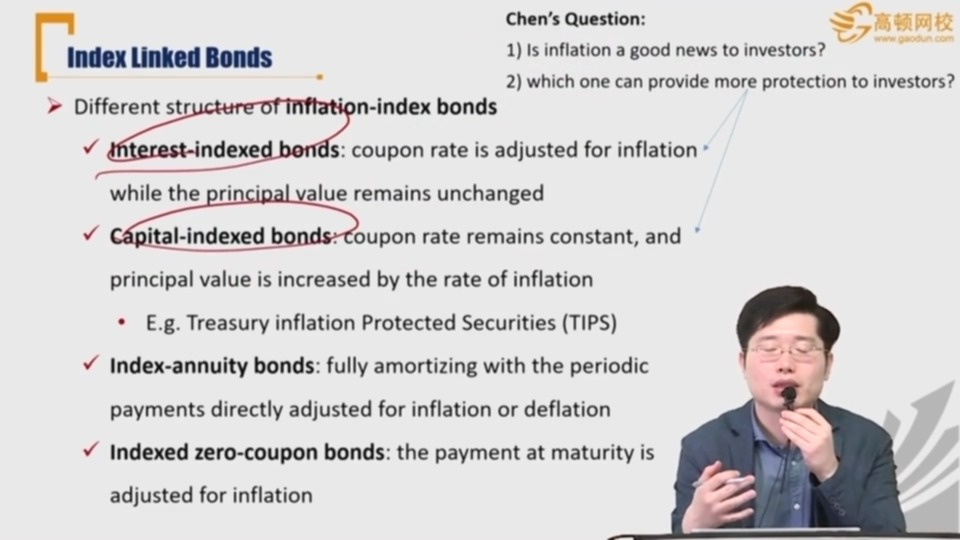 Chen's Question:
1) Is inflation a good news to investors?
2) which one can provide more protection to investors?
高顿网校
www.gaodun.com
Index Linked Bonds
➢ Different structure of inflation-index bonds
✓ Interest-indexed bonds: coupon rate is adjusted for inflation
while the principal value remains unchanged
✓ Capital-indexed bonds: coupon rate remains constant, and
principal value is increased by the rate of inflation
• E.g. Treasury inflation Protected Securities (TIPS)
✓ Index-annuity bonds: fully amortizing with the periodic
payments directly adjusted for inflation or deflation
✓ Indexed zero-coupon bonds: the payment at maturity is
adjusted for inflation